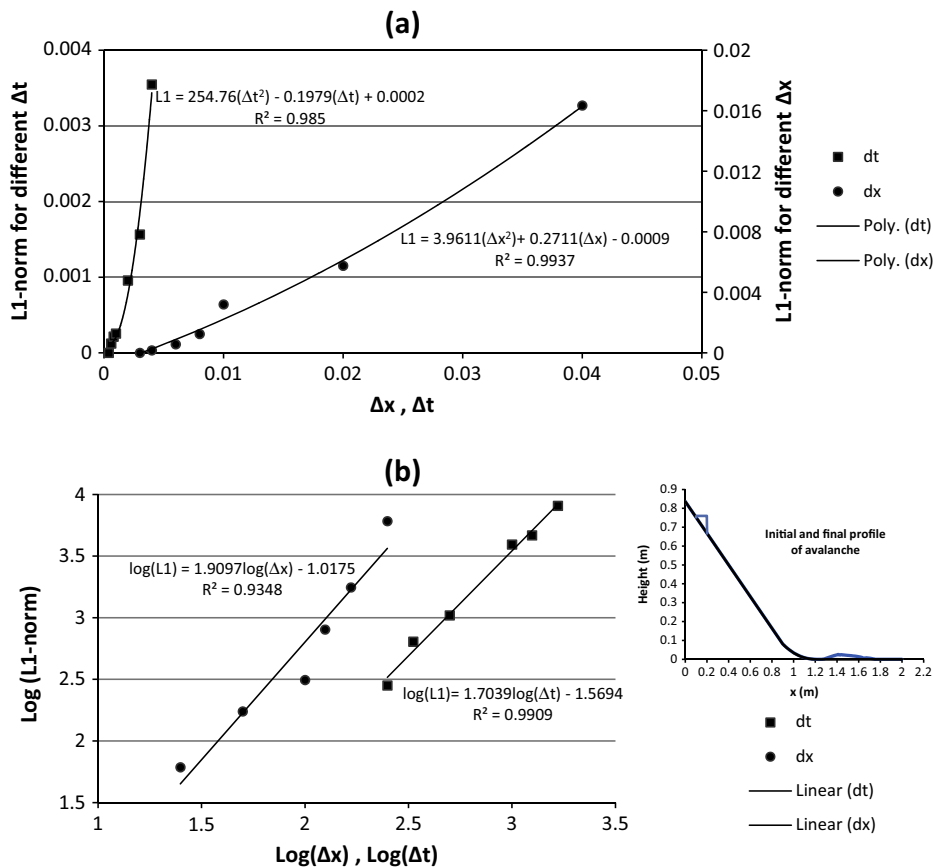 (a)
L1-norm for different Δt
0.004
0.003
0.002
0.001
0
L1 = 254.76(Δt²) - 0.1979(Δt) + 0.0002
R² = 0.985
L1 = 3.9611(Δx²)+ 0.2711(Δx) - 0.0009
R² = 0.9937
0.02
0.016
0.012
0.008
0.004
0
L1-norm for different Δx
0 0.01 0.02 0.03 0.04 0.05
Δx , Δt
dt
dx
Poly. (dt)
Poly. (dx)
(b)
Log (L1-norm)
4
3.5
3
2.5
2
1.5
log(L1) = 1.9097log(Δx) - 1.0175
R² = 0.9348
log(L1)= 1.7039log(Δt) - 1.5694
R² = 0.9909
1 1.5 2 2.5 3 3.5
Log(Δx) , Log(Δt)
Height (m)
0.9
0.8
0.7
0.6
0.5
0.4
0.3
0.2
0.1
0
Initial and final profile
of avalanche
0 0.2 0.4 0.6 0.8 1 1.2 1.4 1.6 1.8 2 2.2
x (m)
dt
dx
Linear (dt)
Linear (dx)